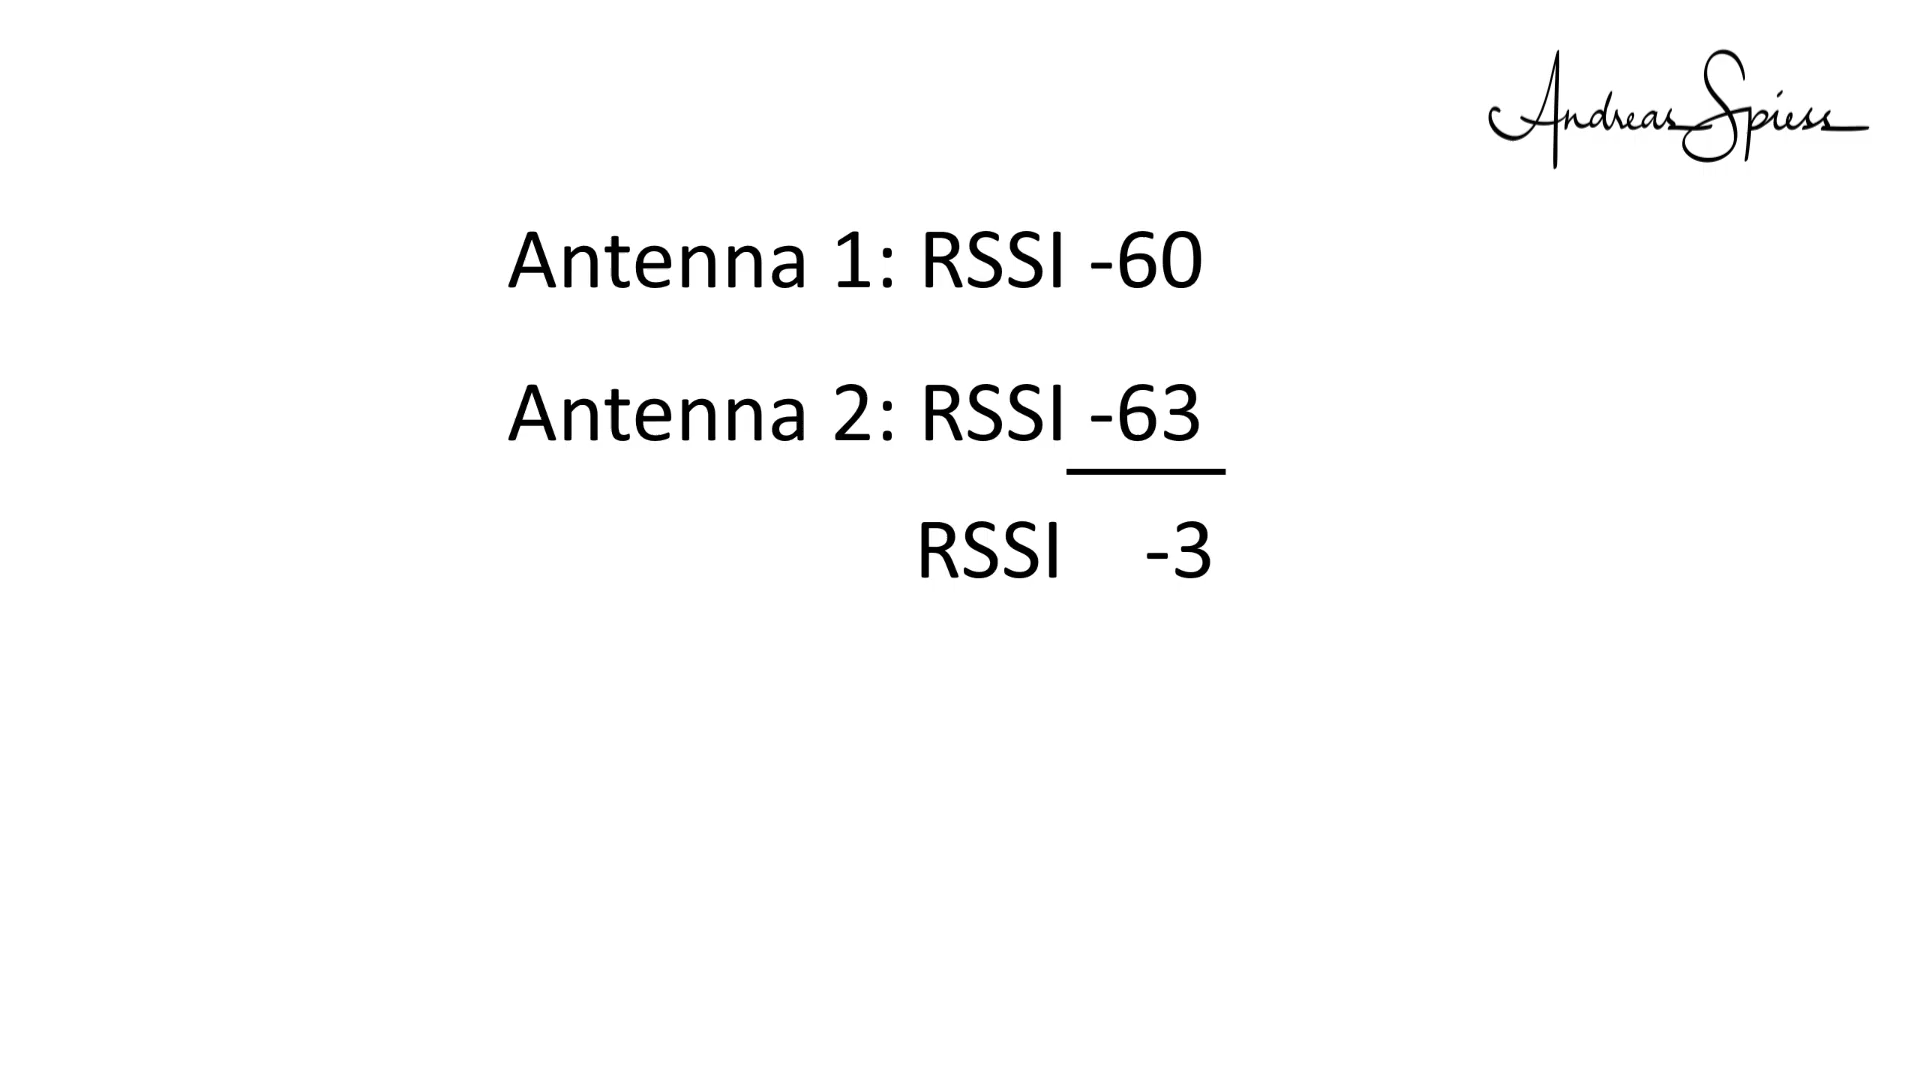 Andreas Spiess
Antenna 1: RSSI -60
Antenna 2: RSSI -63
RSSI -3